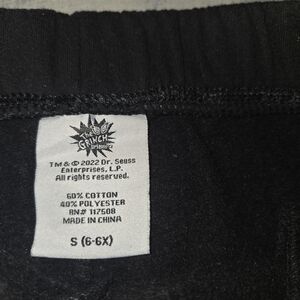 THE
GRINCH
TM & © 2022 Dr. Seuss
Enterprises, L.P.
All rights reserved.
60% COTTON
40% POLYESTER
RN# 117508
MADE IN CHINA
S (6-6X)